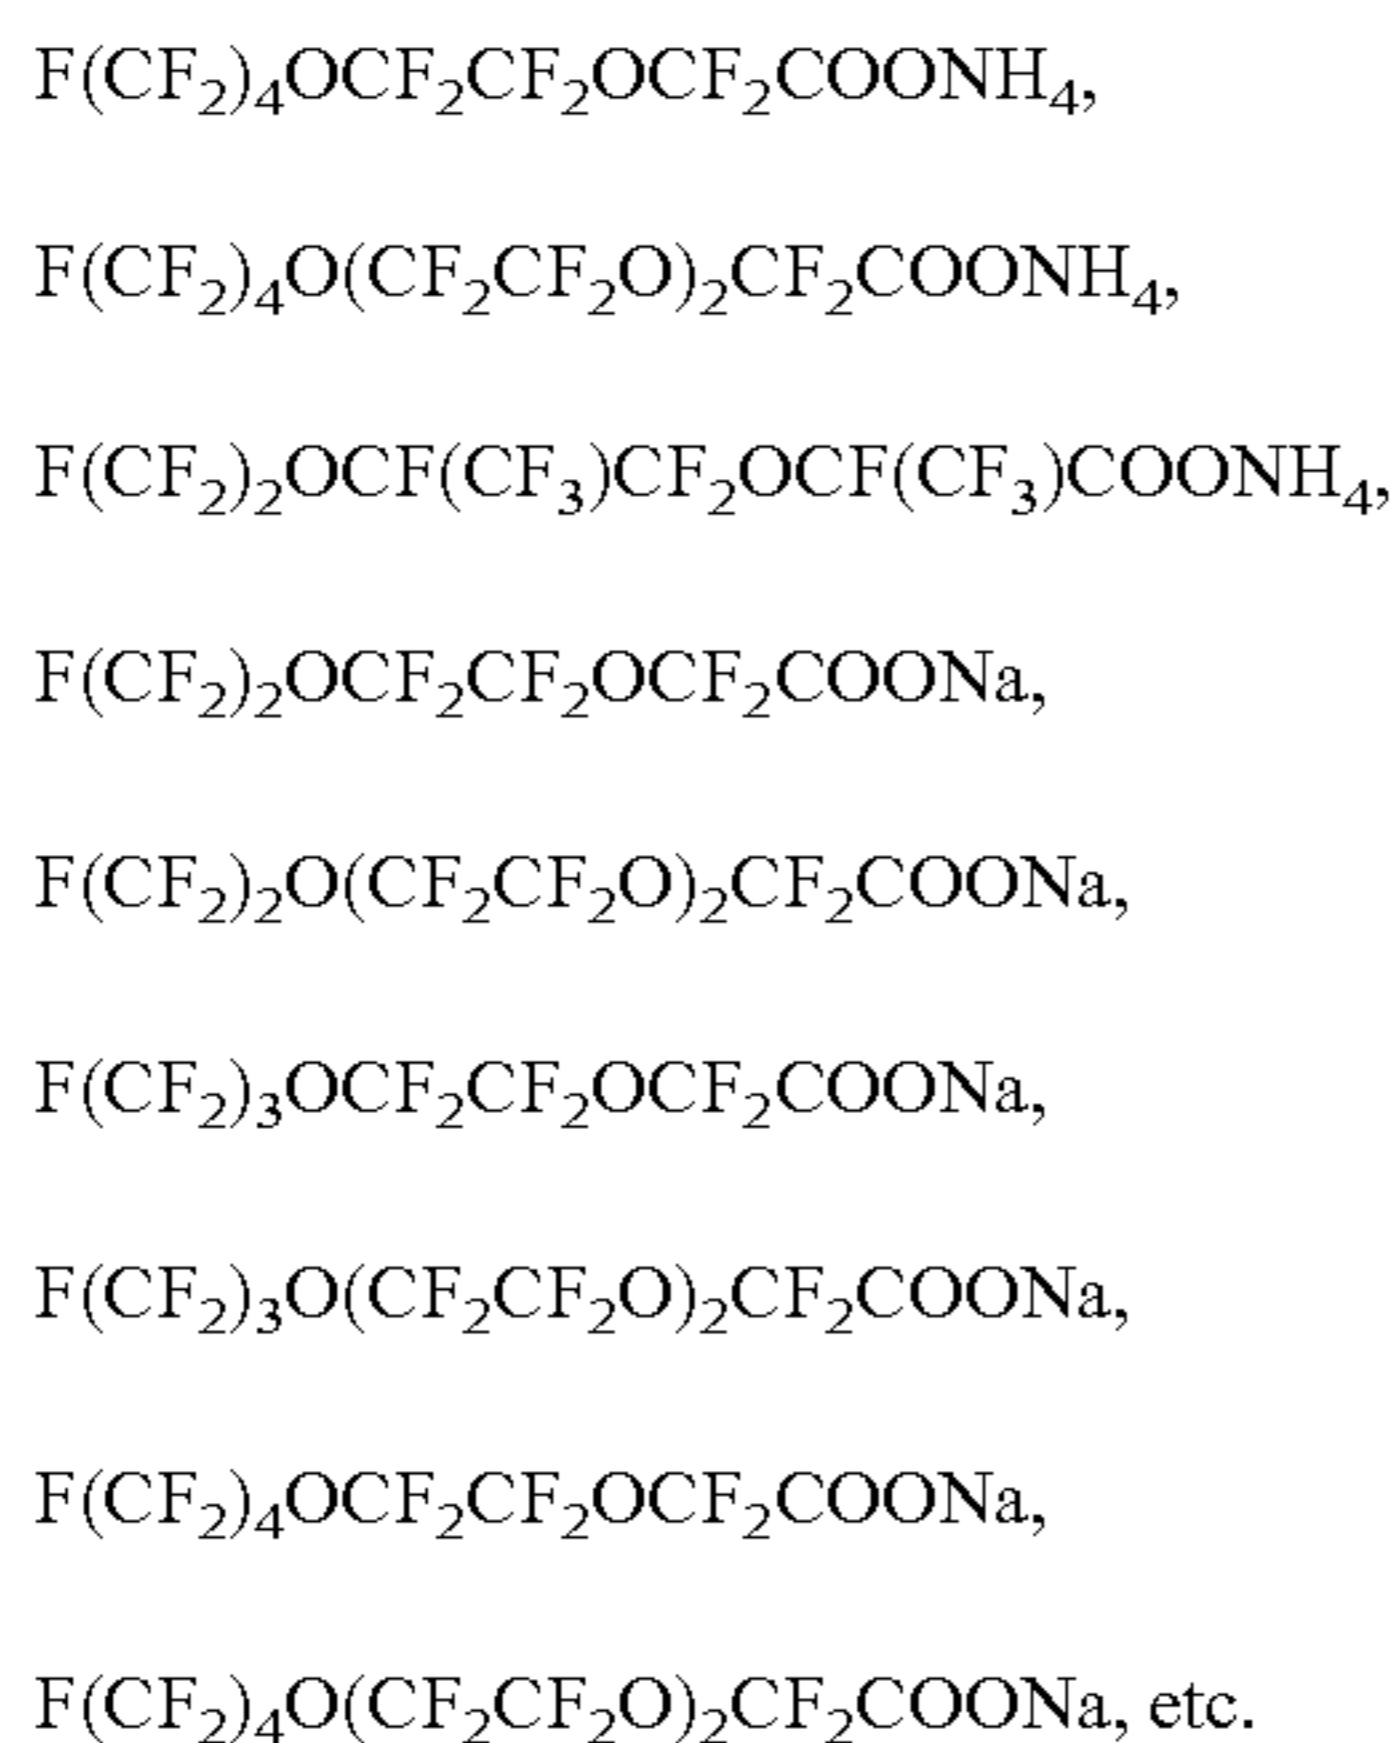 F(CF₂)₄OCF₂CF₂OCF₂COONH₄,
F(CF₂)₄O(CF₂CF₂O)₂CF₂COONH₄,
F(CF₂)₂OCF(CF₃)CF₂OCF(CF₃)COONH₄,
F(CF₂)₂OCF₂CF₂OCF₂COONa,
F(CF₂)₂O(CF₂CF₂O)₂CF₂COONa,
F(CF₂)₃OCF₂CF₂OCF₂COONa,
F(CF₂)₃O(CF₂CF₂O)₂CF₂COONa,
F(CF₂)₄OCF₂CF₂OCF₂COONa,
F(CF₂)₄O(CF₂CF₂O)₂CF₂COONa, etc.